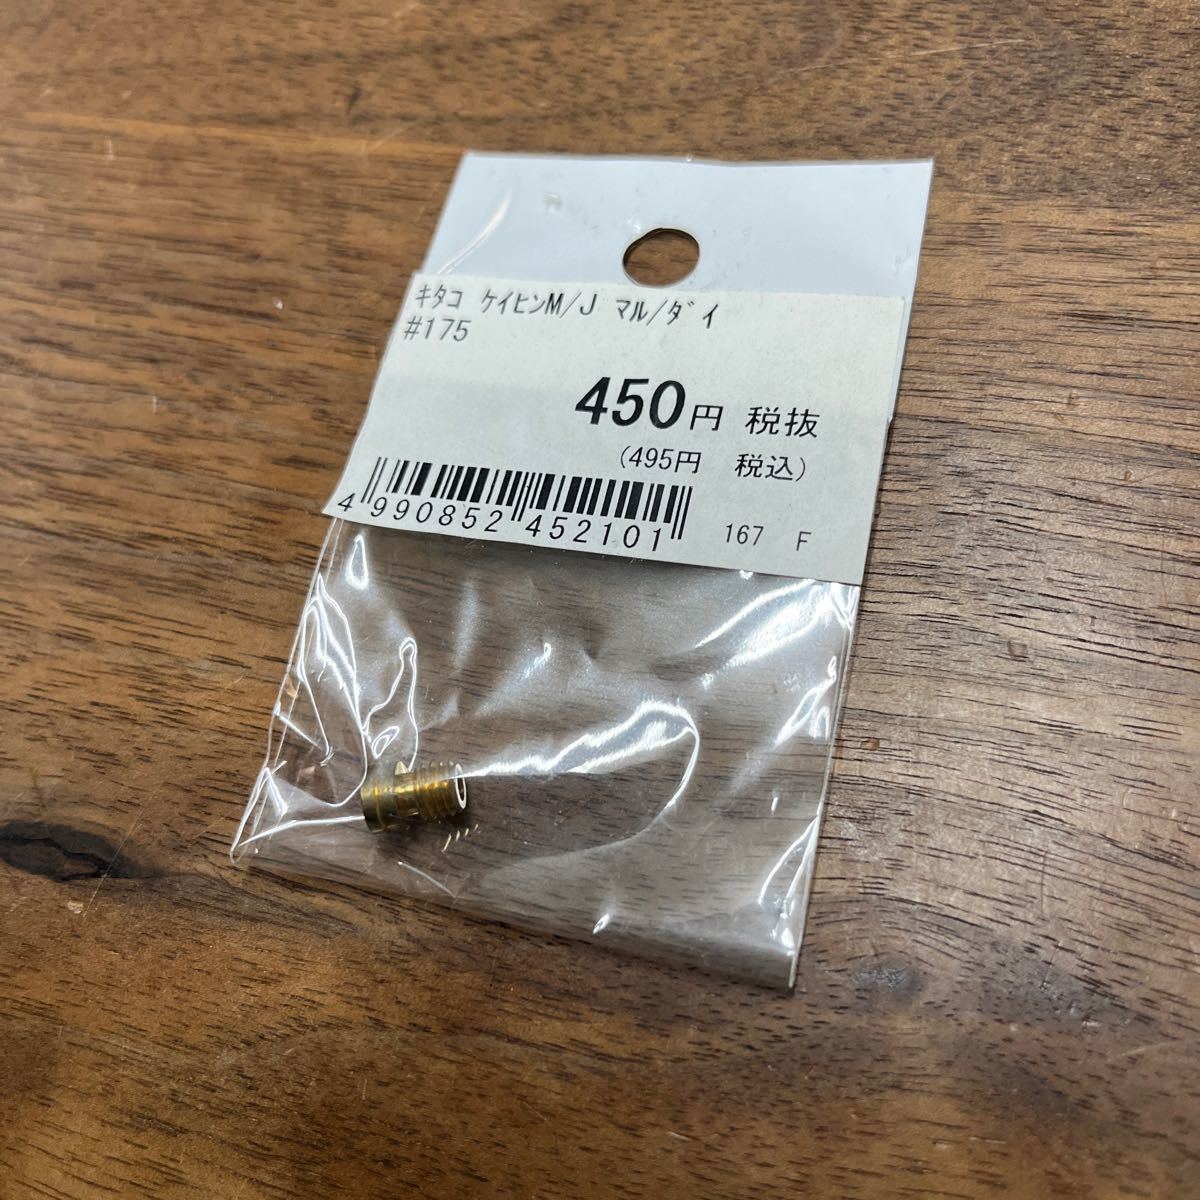 ｷﾀｺ ｹｲﾋﾝM/J ﾏﾙ/ﾀﾞｲ
#175
450円 税抜
(495円 税込)
4 990852 452101
167 F